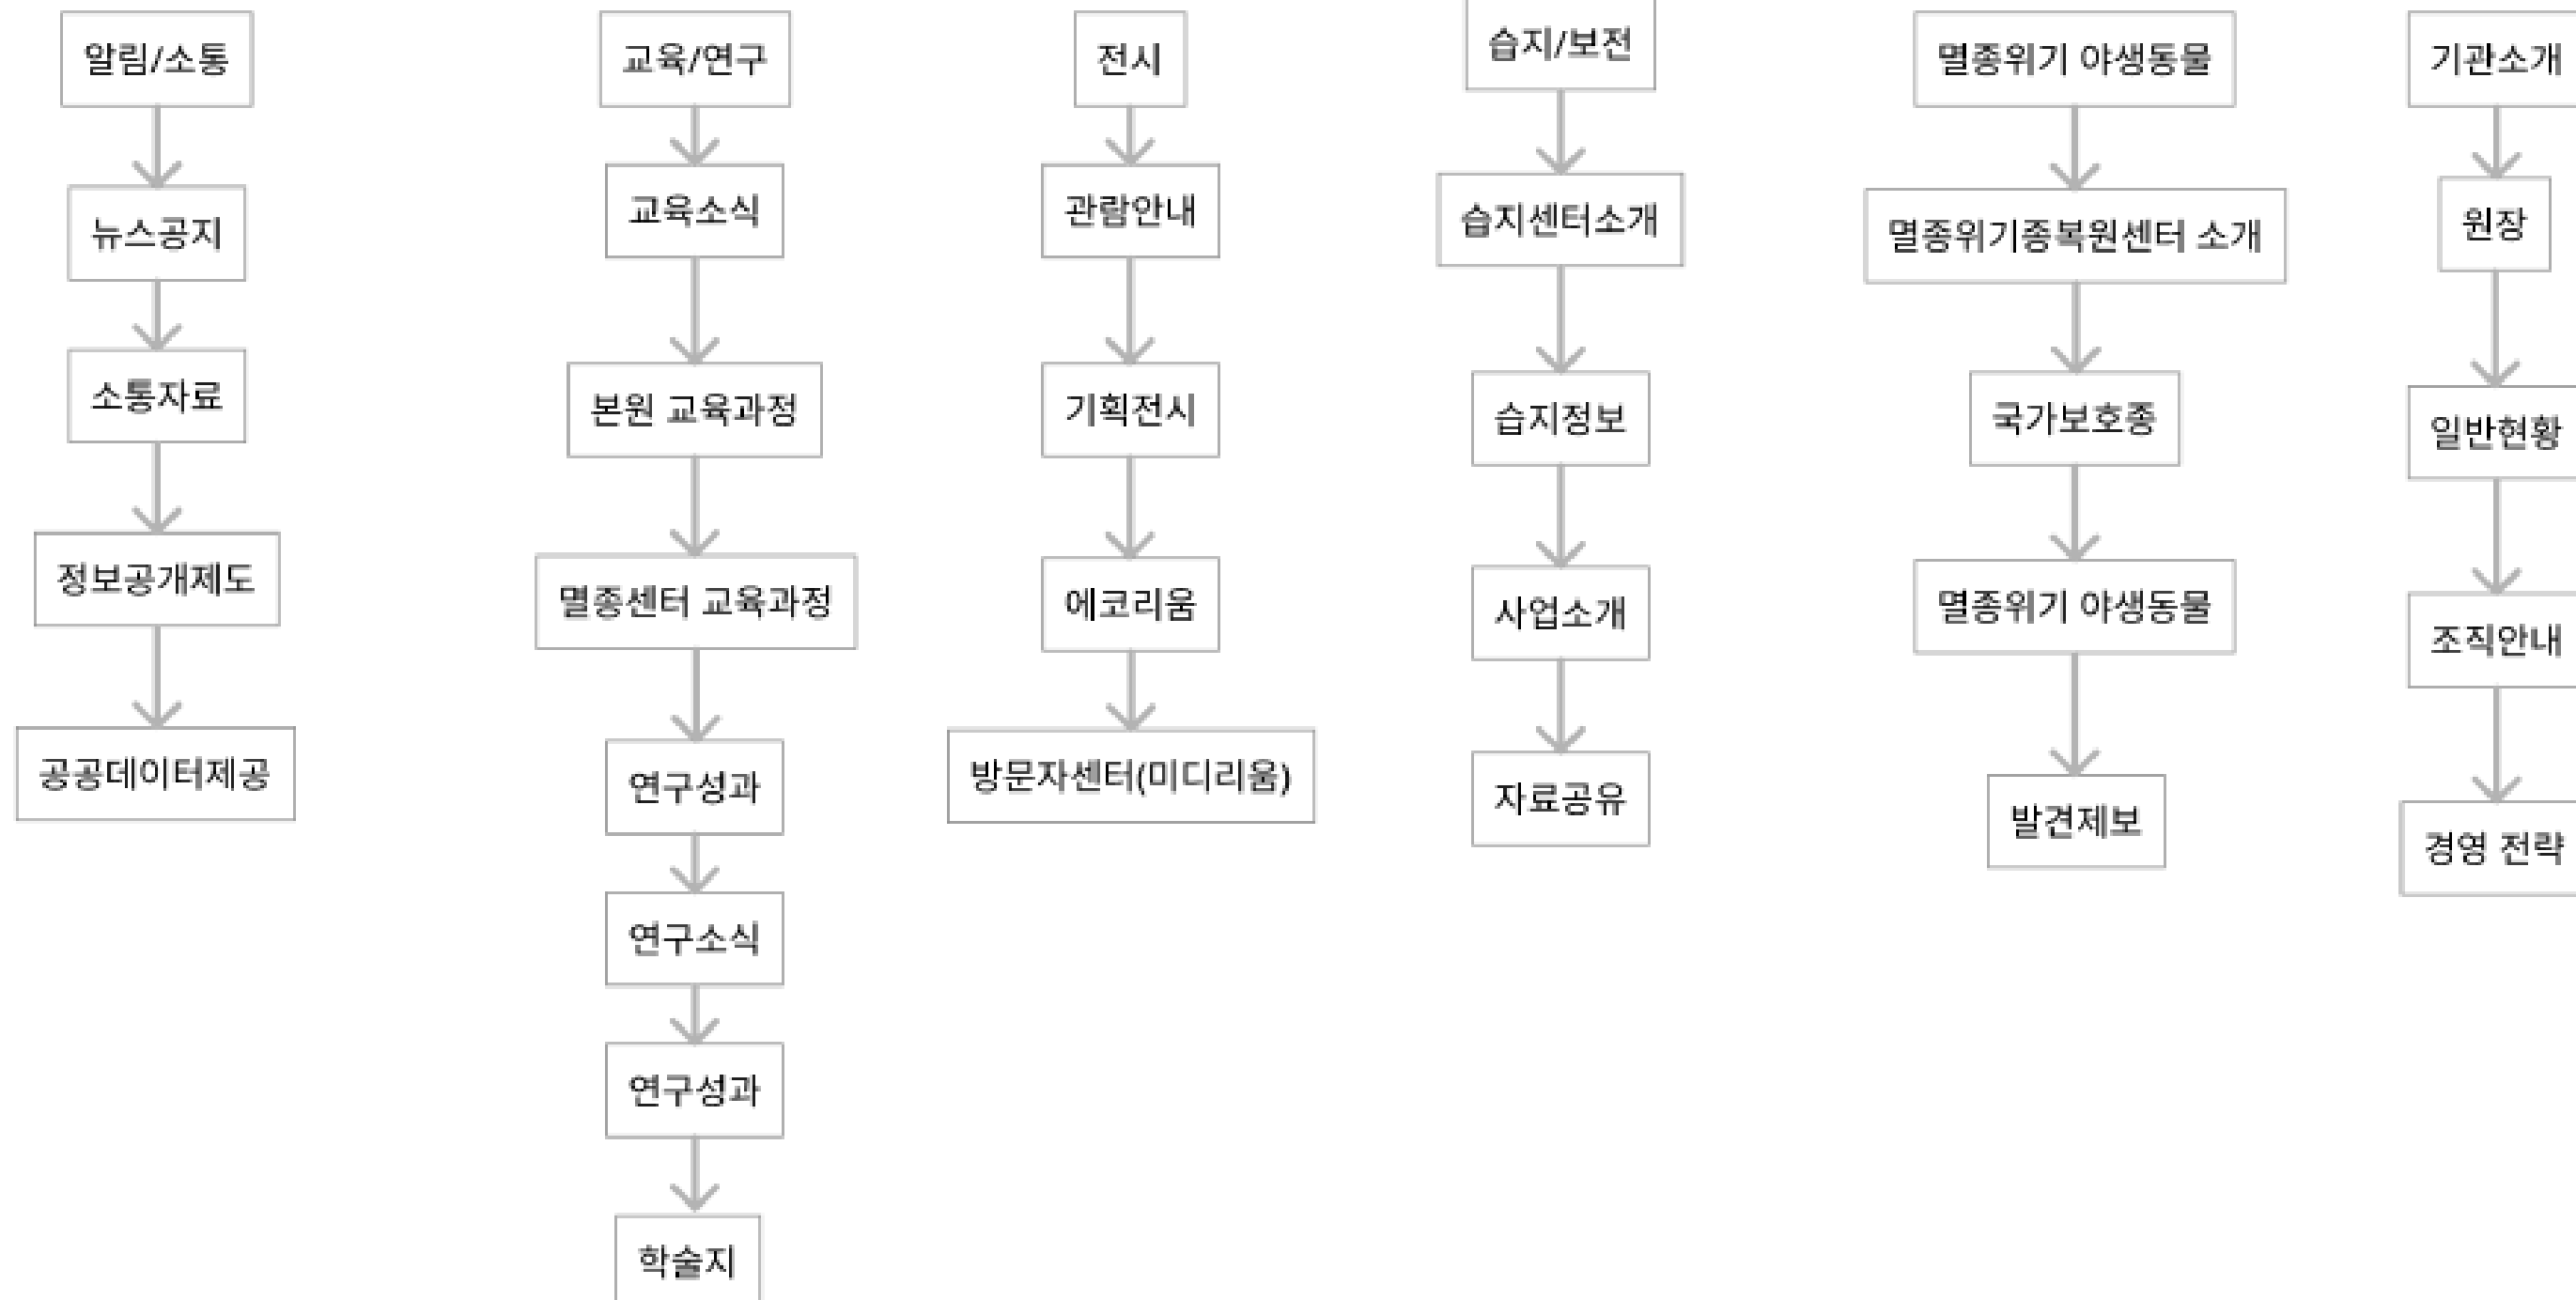 알림/소통
뉴스공지
소통자료
정보공개제도
공공데이터제공
교육/연구
교육소식
본원 교육과정
멸종센터 교육과정
연구성과
연구소식
연구성과
학술지
전시
관람안내
기획전시
에코리움
방문자센터(미디리움)
습지/보전
습지센터소개
습지정보
사업소개
자료공유
멸종위기 야생동물
멸종위기종복원센터 소개
국가보호종
멸종위기 야생동물
발견제보
기관소개
원장
일반현황
조직안내
경영 전략